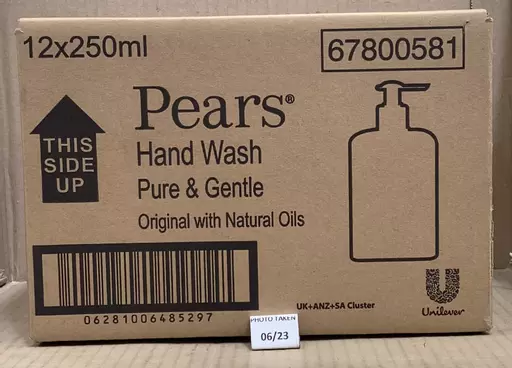 12x250ml
67800581
Pears®
THIS
SIDE
UP
Hand Wash
Pure & Gentle
Original with Natural Oils
06281006485297
UK+ANZ+SA Cluster
Unilever
PHOTO TAKEN
06/23